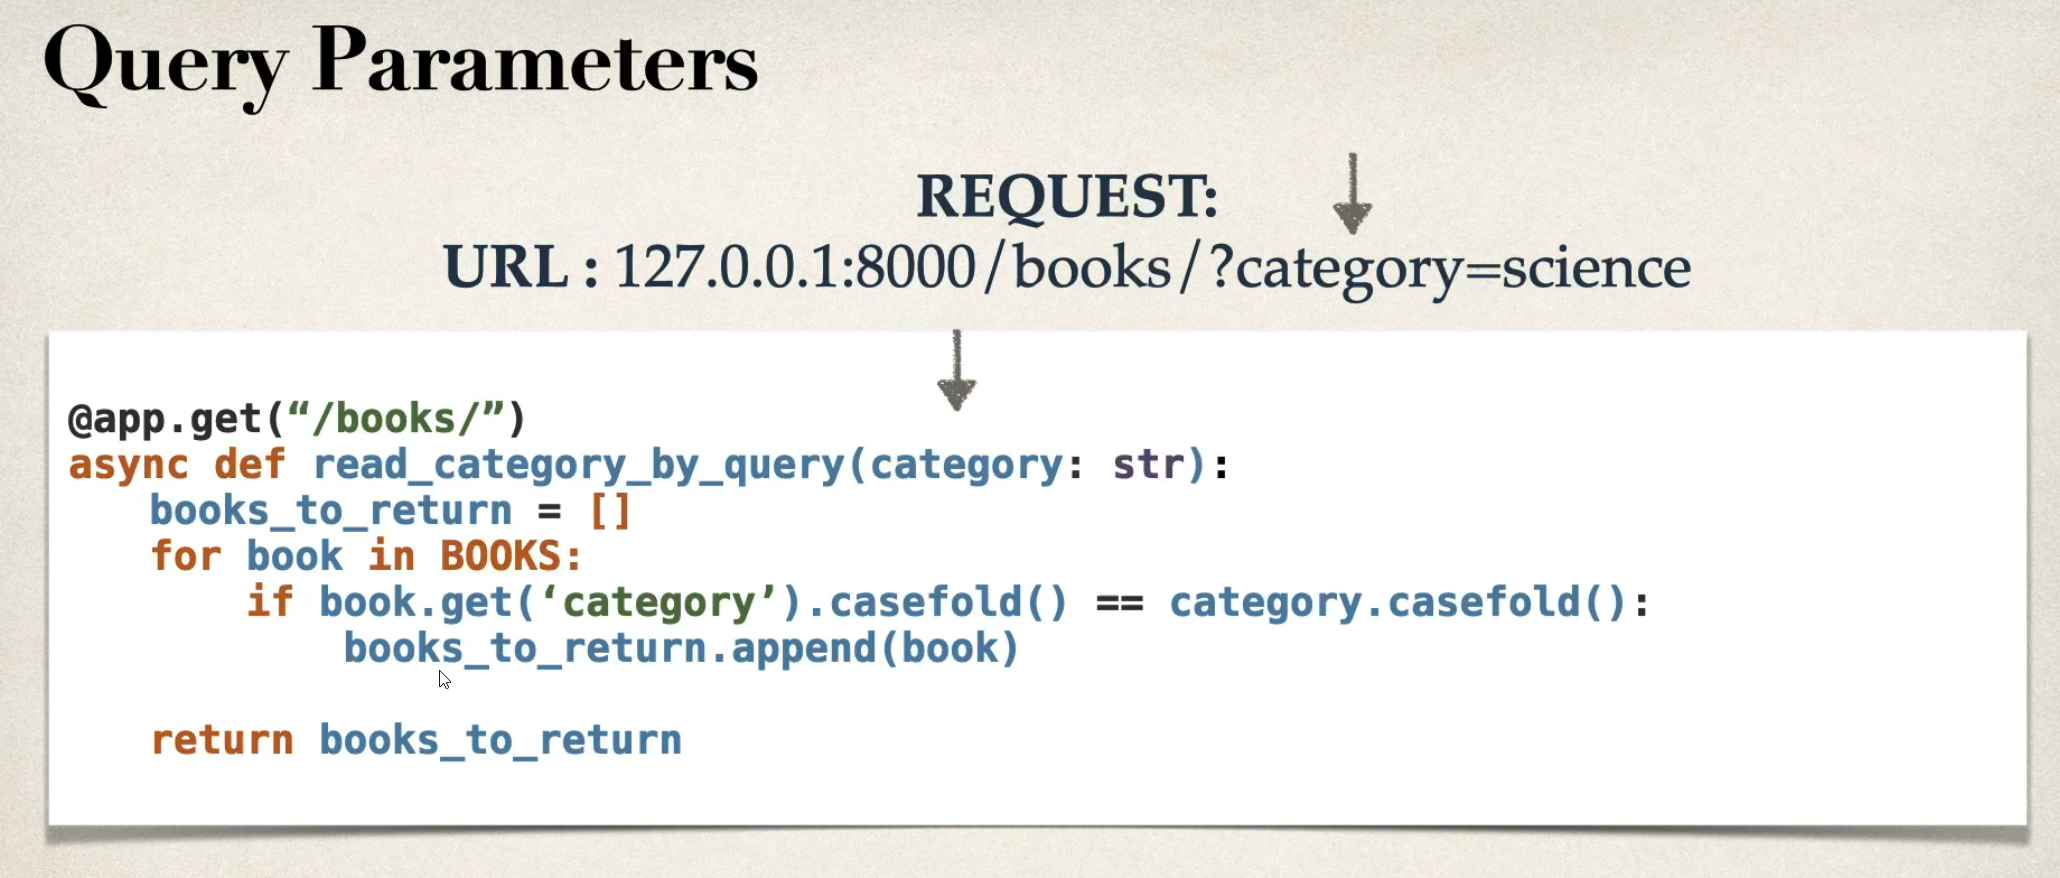 Query Parameters
REQUEST:
URL : 127.0.0.1:8000/books/?category=science
@app.get(“/books/”)
async def read_category_by_query(category: str):
books_to_return = []
for book in BOOKS:
if book.get(‘category’).casefold() == category.casefold():
books_to_return.append(book)
return books_to_return